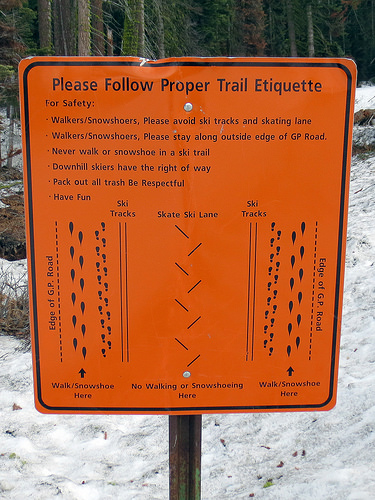 Please Follow Proper Trail Etiquette
For Safety:
· Walkers/Snowshoers, Please avoid ski tracks and skating lane
· Walkers/Snowshoers, Please stay along outside edge of GP Road.
· Never walk or snowshoe in a ski trail
· Downhill skiers have the right of way
· Pack out all trash Be Respectful
· Have Fun
Ski
Tracks
Skate Ski Lane
Ski
Tracks
Edge of G.P. Road
Edge of G.P. Road
Walk/Snowshoe
Here
No Walking or Snowshoeing
Here
Walk/Snowshoe
Here